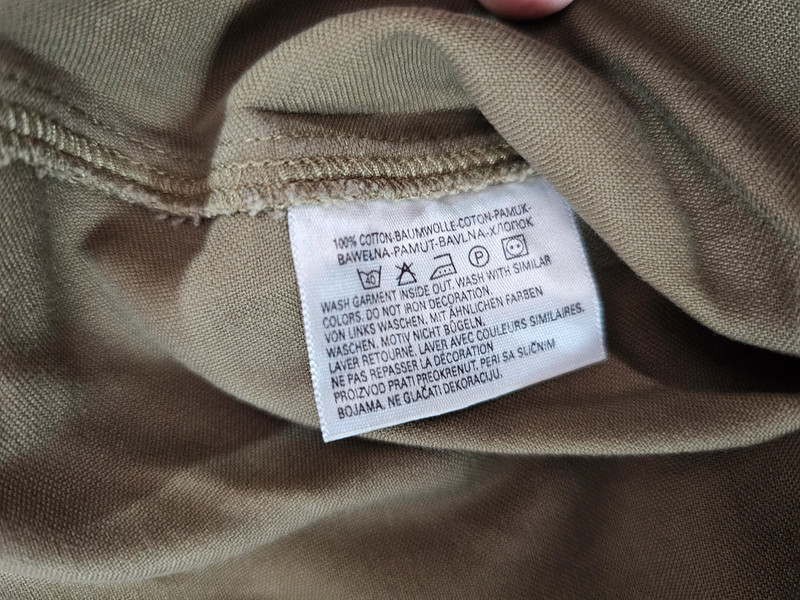 100% COTTON-BAUMWOLLE-COTON-PAMUK-
BAWEŁNA-PAMUT-BAVLNA-ХЛОПОК
40 P
WASH GARMENT INSIDE OUT. WASH WITH SIMILAR
COLORS. DO NOT IRON DECORATION.
VON LINKS WASCHEN. MIT ÄHNLICHEN FARBEN
WASCHEN. MOTIV NICHT BÜGELN.
LAVER RETOURNÉ. LAVER AVEC COULEURS SIMILAIRES.
NE PAS REPASSER LA DÉCORATION
PROIZVOD PRATI PREOKRENUT. PERI SA SLIČNIM
BOJAMA. NE GLAČATI DEKORACIJU.